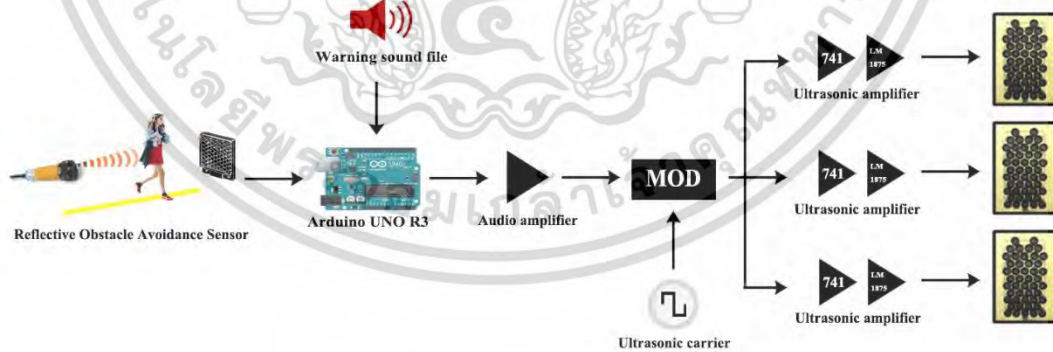 Warning sound file
Reflective Obstacle Avoidance Sensor
UNO
Arduino UNO R3
Audio amplifier
MOD
Ultrasonic carrier
741
LM
1875
Ultrasonic amplifier
741
LM
1875
Ultrasonic amplifier
741
LM
1875
Ultrasonic amplifier